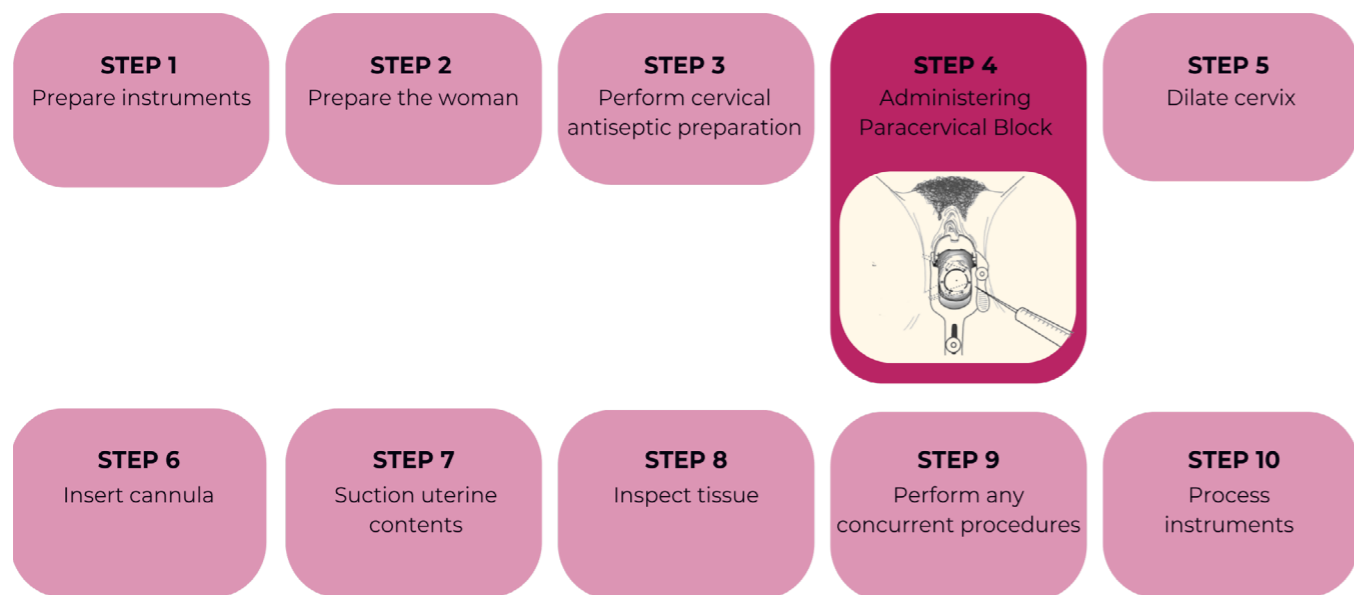 STEP 1
Prepare instruments
STEP 2
Prepare the woman
STEP 3
Perform cervical
antiseptic preparation
STEP 4
Administering
Paracervical Block
STEP 5
Dilate cervix
STEP 6
Insert cannula
STEP 7
Suction uterine
contents
STEP 8
Inspect tissue
STEP 9
Perform any
concurrent procedures
STEP 10
Process
instruments